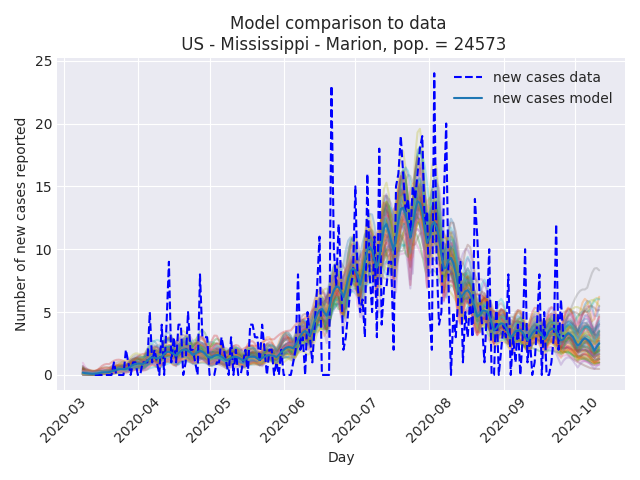 Model comparison to data
US - Mississippi - Marion, pop. = 24573
new cases data
new cases model
Number of new cases reported
25
20
15
10
5
0
2020-03
2020-04
2020-05
2020-06
2020-07
2020-08
2020-09
2020-10
Day